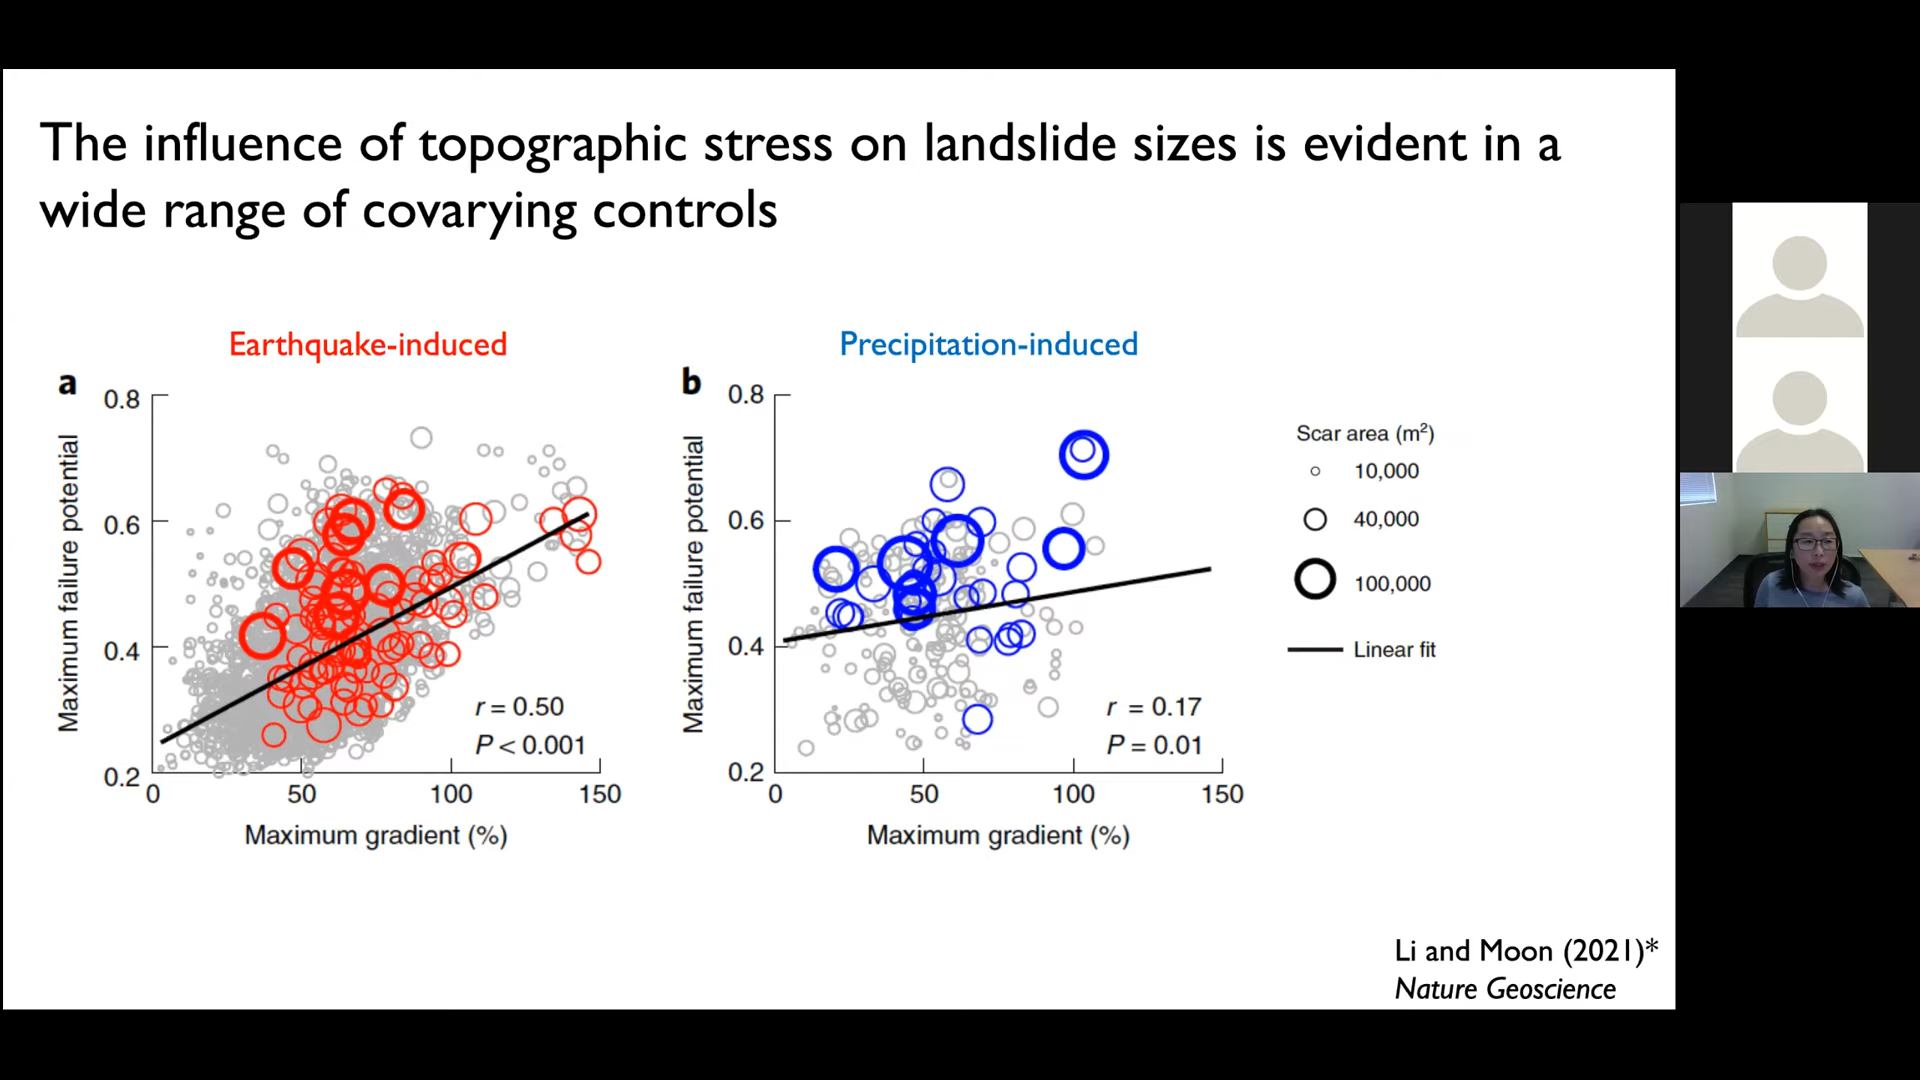 The influence of topographic stress on landslide sizes is evident in a
wide range of covarying controls
Earthquake-induced
a
Maximum failure potential
0.8
0.6
0.4
0.2
0
50
100
150
r = 0.50
P < 0.001
Maximum gradient (%)
Precipitation-induced
b
Maximum failure potential
0.8
0.6
0.4
0.2
0
50
100
150
r = 0.17
P = 0.01
Maximum gradient (%)
Scar area (m²)
10,000
40,000
100,000
Linear fit
Li and Moon (2021)*
Nature Geoscience